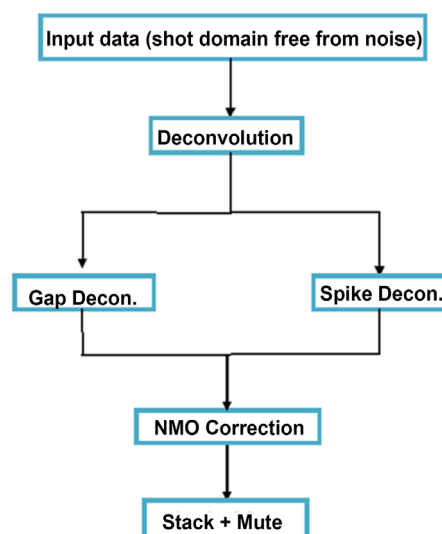 Input data (shot domain free from noise)
Deconvolution
Gap Decon.
Spike Decon.
NMO Correction
Stack + Mute